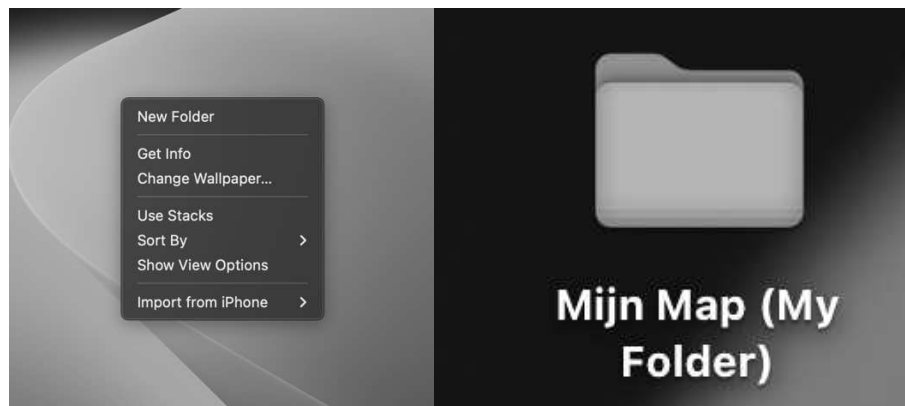 New Folder
Get Info
Change Wallpaper...
Use Stacks
Sort By
Show View Options
Import from iPhone
Mijn Map (My
Folder)